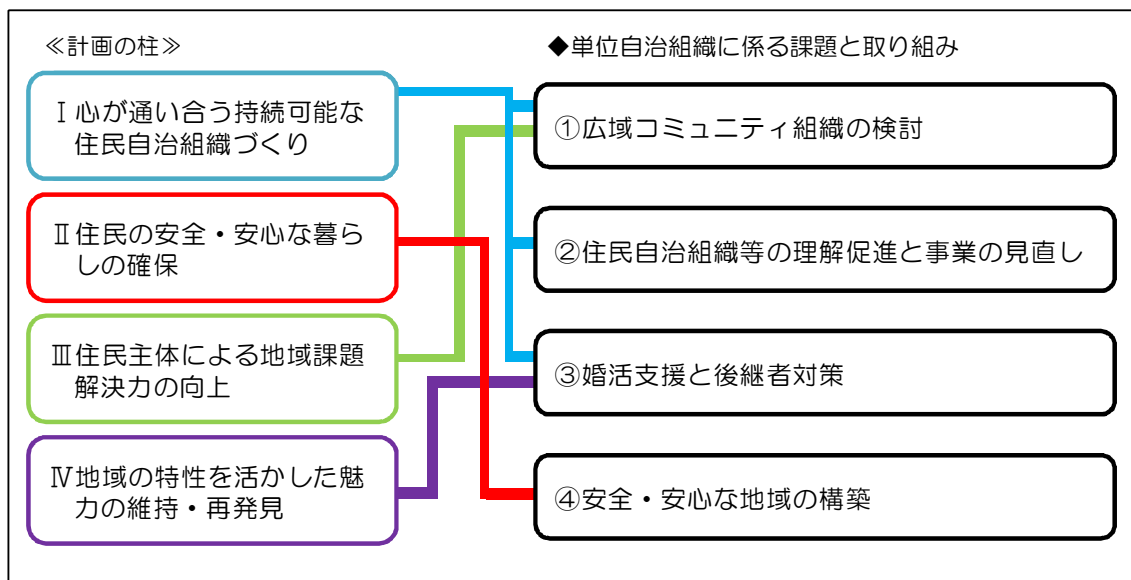 ≪計画の柱≫
Ⅰ心が通い合う持続可能な
住民自治組織づくり
Ⅱ住民の安全・安心な暮ら
しの確保
Ⅲ住民主体による地域課題
解決力の向上
Ⅳ地域の特性を活かした魅
力の維持・再発見
◆単位自治組織に係る課題と取り組み
①広域コミュニティ組織の検討
②住民自治組織等の理解促進と事業の見直し
③婚活支援と後継者対策
④安全・安心な地域の構築